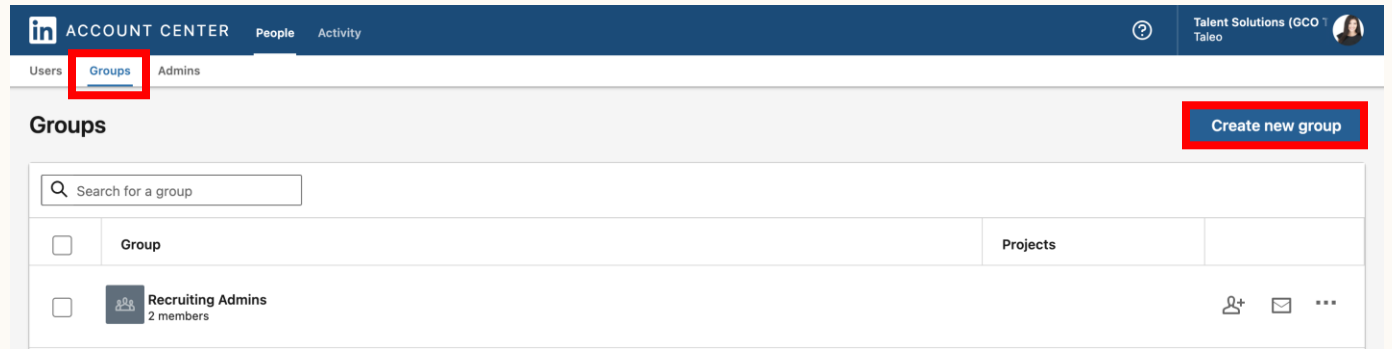 in ACCOUNT CENTER People Activity
Talent Solutions (GCO T
Taleo
Users Groups Admins
Groups
Create new group
Search for a group
Group Projects
Recruiting Admins
2 members